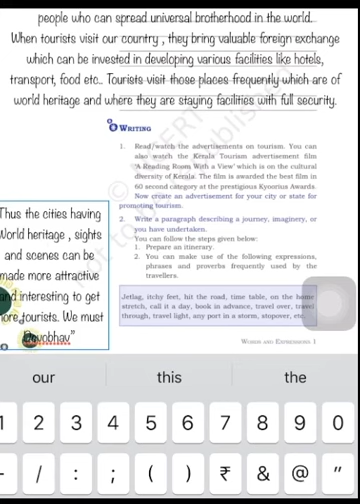 people who can spread universal brotherhood in the world.
When tourists visit our country , they bring valuable foreign exchange
which can be invested in developing various facilities like hotels,
transport, food etc.. Tourists visit those places frequently which are of
world heritage and where they are staying facilities with full security.
WRITING
1. Read/watch the advertisements on tourism. You can
also watch the Kerala Tourism advertisement film
'A Reading Room With a View' which is on the cultural
diversity of Kerala. The film is awarded the best film in
60 second category at the prestigious Kyoorius Awards.
Now create an advertisement for your city or state for
promoting tourism.
2. Write a paragraph describing a journey, imaginery, or
you have undertaken.
You can follow the steps given below:
1. Prepare an itinerary.
2. You can make use of the following expressions,
phrases and proverbs frequently used by the
travellers.
Jetlag, itchy feet, hit the road, time table, on the home
stretch, call it a day, book in advance, travel over, travel
through, travel light, any port in a storm, stopover, etc.
WORDS AND EXPRESSIONS 1
Thus the cities having
World heritage , sights
and scenes can be
made more attractive
and interesting to get
more tourists. We must
our this the
1 2 3 4 5 6 7 8 9 0
- / : ; ( ) ₹ & @ "